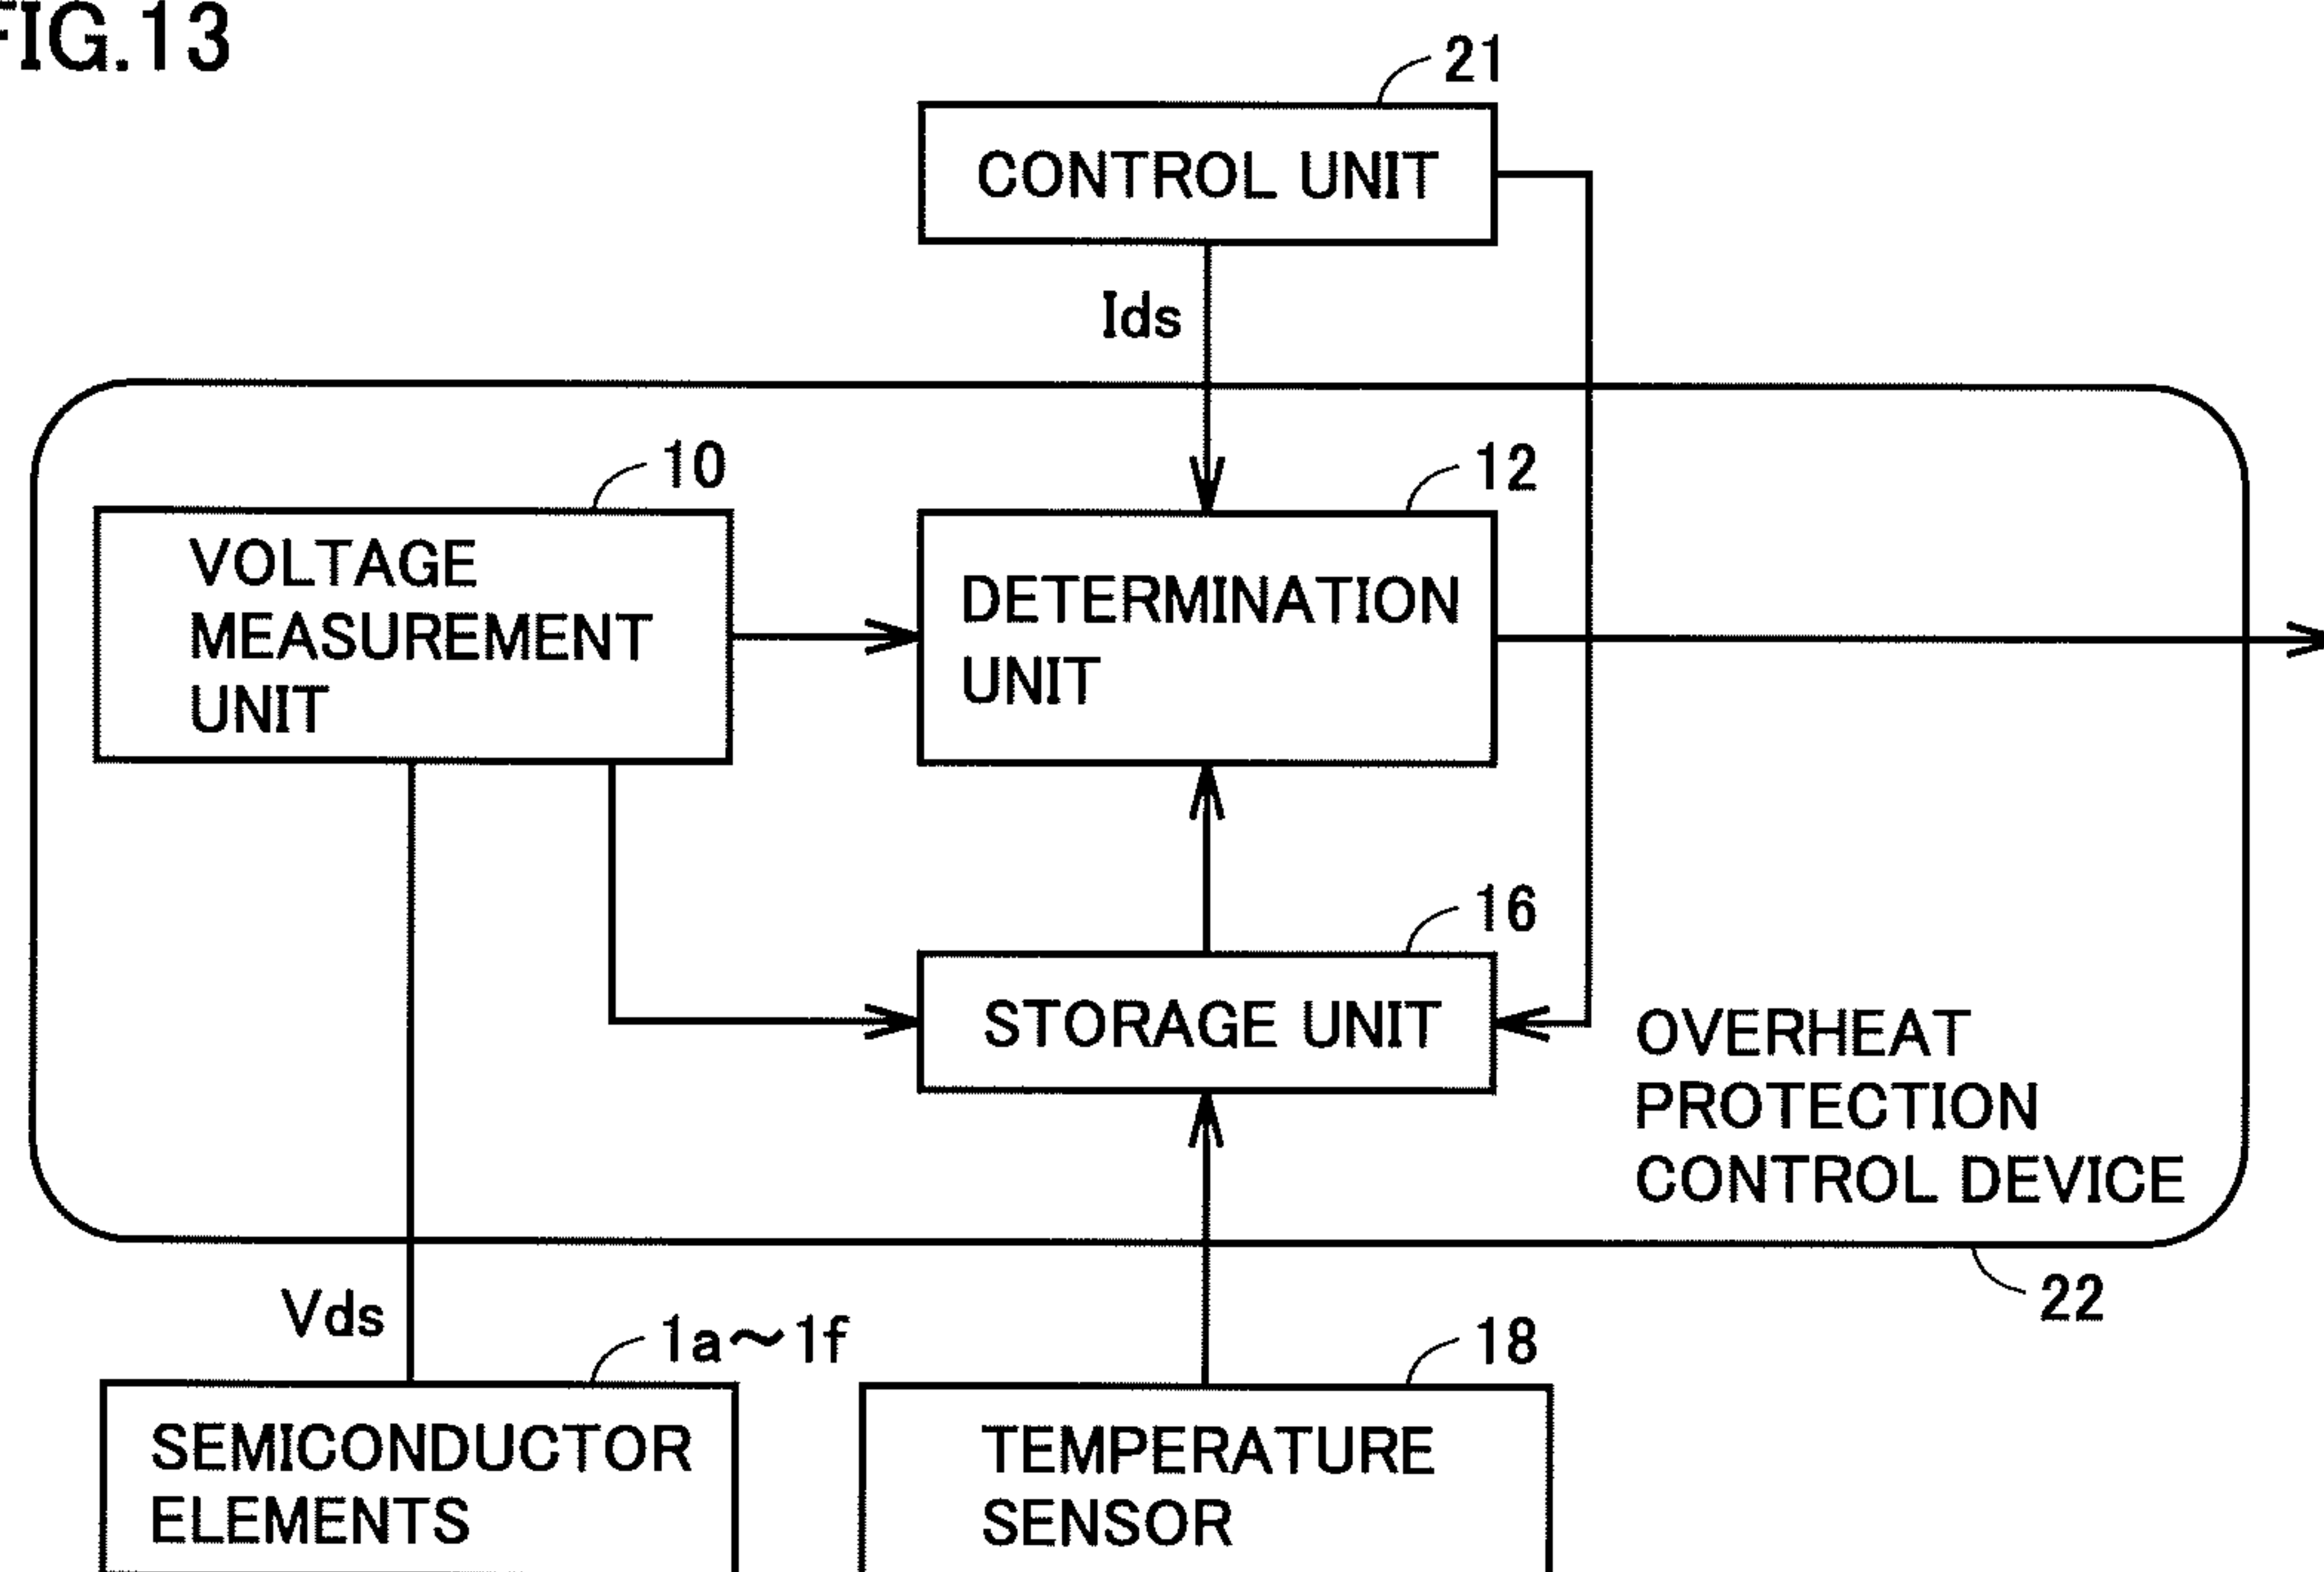 FIG.13
21
CONTROL UNIT
Ids
10
12
VOLTAGE
MEASUREMENT
UNIT
DETERMINATION
UNIT
16
STORAGE UNIT
OVERHEAT
PROTECTION
CONTROL DEVICE
22
Vds
1a～1f
18
SEMICONDUCTOR
ELEMENTS
TEMPERATURE
SENSOR